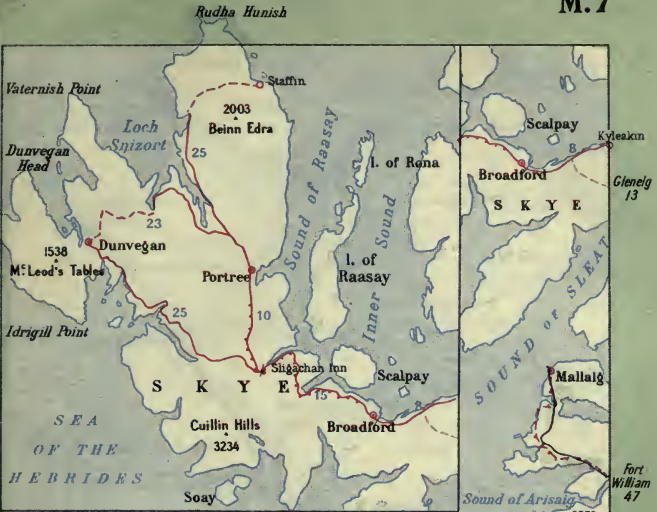 M.7
Rudha Hunish
Vaternish Point
Loch
Snizort
Dunvegan
Head
2003
Beinn Edra
Staffin
25
Sound of Raasay
I. of Rona
Inner Sound
I. of
Raasay
23
Dunvegan
1538
McLeod's Tables
Portree
10
Idrigill Point
25
Sligachan Inn
SKYE
15
Scalpay
8
Broadford
Cuillin Hills
3234
SEA
OF THE
HEBRIDES
Soay
Scalpay
Kyleakin
8
Broadford
Glenelg
13
SKYE
SOUND OF SLEAT
Mallaig
Fort
William
47
Sound of Arisaig